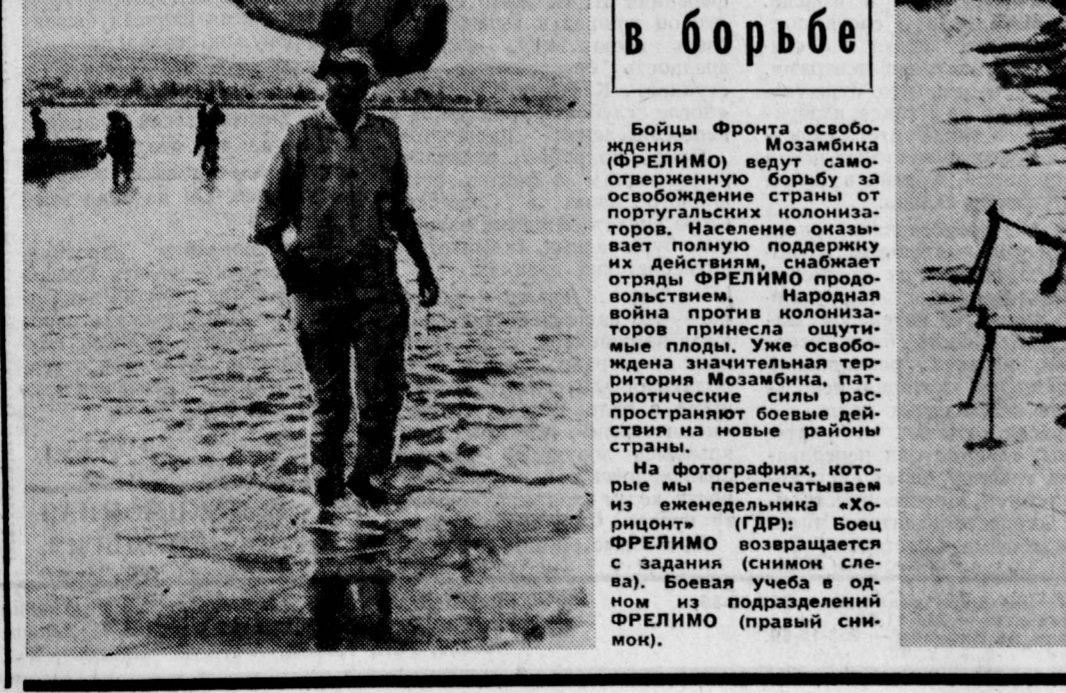 в борьбе
Бойцы Фронта освобо-
ждения Мозамбика
(ФРЕЛИМО) ведут само-
отверженную борьбу за
освобождение страны от
португальских колониза-
торов. Население оказы-
вает полную поддержку
их действиям, снабжает
отряды ФРЕЛИМО продо-
вольствием. Народная
война против колониза-
торов принесла ощути-
мые плоды. Уже освобо-
ждена значительная тер-
ритория Мозамбика, пат-
риотические силы рас-
пространяют боевые дей-
ствия на новые районы
страны.
На фотографиях, кото-
рые мы перепечатываем
из еженедельника «Хо-
рицонт» (ГДР): Боец
ФРЕЛИМО возвращается
с задания (снимок сле-
ва). Боевая учеба в од-
ном из подразделений
ФРЕЛИМО (правый сни-
мок).